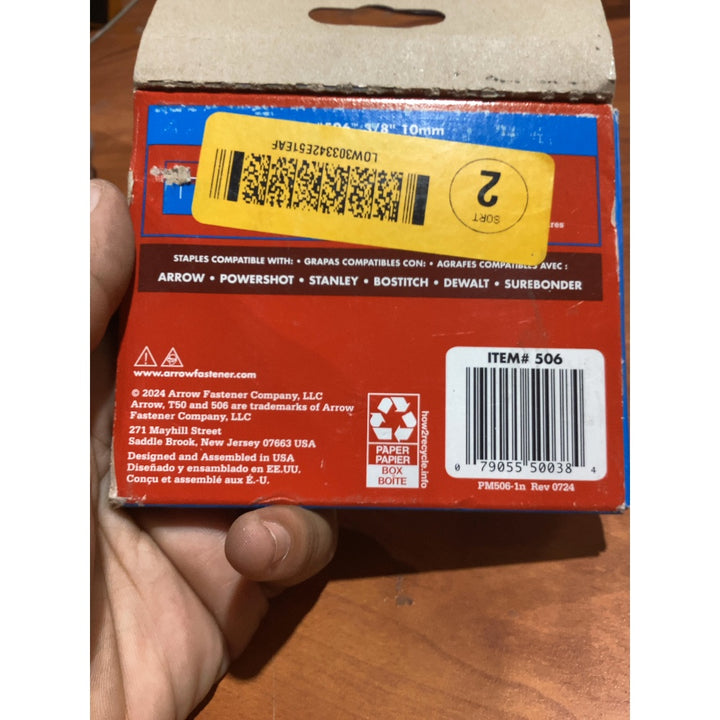 506™ 3/8" 10mm
LOW303342E51EAF
SORT
2
STAPLES COMPATIBLE WITH: • GRAPAS COMPATIBLES CON: • AGRAFES COMPATIBLES AVEC :
ARROW • POWERSHOT • STANLEY • BOSTITCH • DEWALT • SUREBONDER
www.arrowfastener.com
© 2024 Arrow Fastener Company, LLC
Arrow, T50 and 506 are trademarks of Arrow
Fastener Company, LLC
271 Mayhill Street
Saddle Brook, New Jersey 07663 USA
Designed and Assembled in USA
Diseñado y ensamblado en EE.UU.
Conçu et assemblé aux É.-U.
PAPER
PAPIER
BOX
BOÎTE
how2recycle.info
ITEM# 506
0 79055 50038 4
PM506-1n Rev 0724